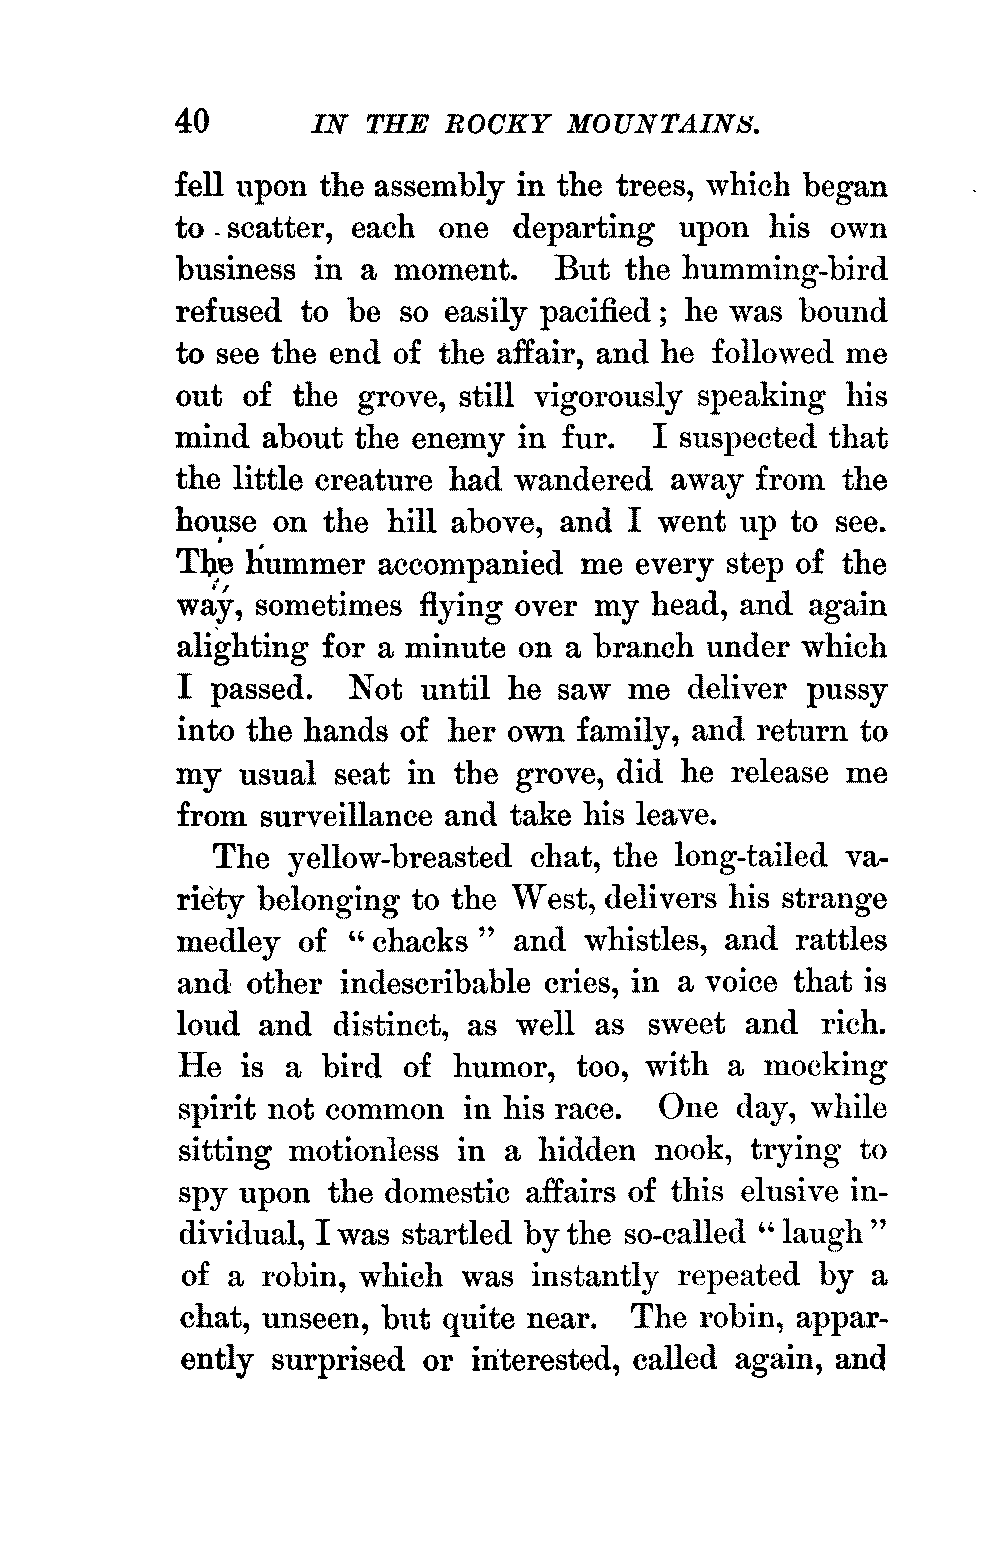 40 IN THE ROCKY MOUNTAINS.
fell upon the assembly in the trees, which began
to scatter, each one departing upon his own
business in a moment. But the humming-bird
refused to be so easily pacified; he was bound
to see the end of the affair, and he followed me
out of the grove, still vigorously speaking his
mind about the enemy in fur. I suspected that
the little creature had wandered away from the
house on the hill above, and I went up to see.
The hummer accompanied me every step of the
way, sometimes flying over my head, and again
alighting for a minute on a branch under which
I passed. Not until he saw me deliver pussy
into the hands of her own family, and return to
my usual seat in the grove, did he release me
from surveillance and take his leave.
The yellow-breasted chat, the long-tailed va-
riety belonging to the West, delivers his strange
medley of "chacks" and whistles, and rattles
and other indescribable cries, in a voice that is
loud and distinct, as well as sweet and rich.
He is a bird of humor, too, with a mocking
spirit not common in his race. One day, while
sitting motionless in a hidden nook, trying to
spy upon the domestic affairs of this elusive in-
dividual, I was startled by the so-called "laugh"
of a robin, which was instantly repeated by a
chat, unseen, but quite near. The robin, appar-
ently surprised or interested, called again, and